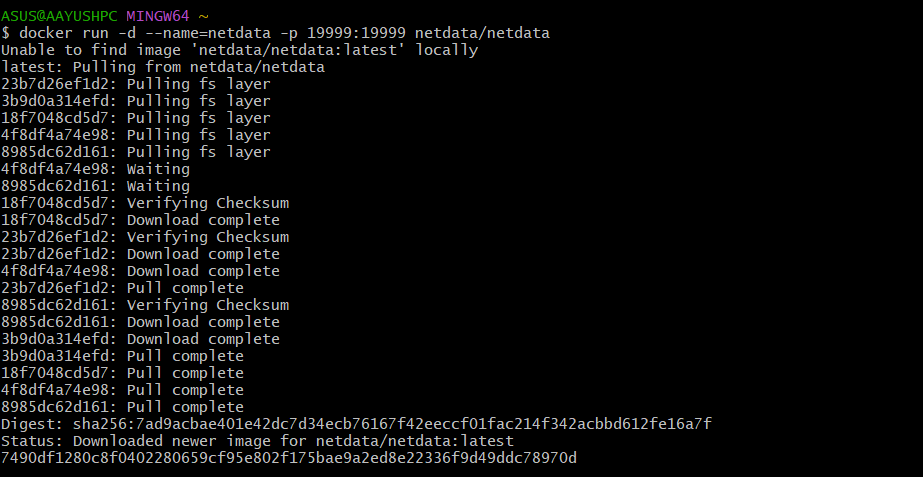 ASUS@AAYUSHPC MINGW64 ~
$ docker run -d --name=netdata -p 19999:19999 netdata/netdata
Unable to find image 'netdata/netdata:latest' locally
latest: Pulling from netdata/netdata
23b7d26ef1d2: Pulling fs layer
3b9d0a314efd: Pulling fs layer
18f7048cd5d7: Pulling fs layer
4f8df4a74e98: Pulling fs layer
8985dc62d161: Pulling fs layer
4f8df4a74e98: Waiting
8985dc62d161: Waiting
18f7048cd5d7: Verifying Checksum
18f7048cd5d7: Download complete
23b7d26ef1d2: Verifying Checksum
23b7d26ef1d2: Download complete
4f8df4a74e98: Download complete
23b7d26ef1d2: Pull complete
8985dc62d161: Verifying Checksum
8985dc62d161: Download complete
3b9d0a314efd: Download complete
3b9d0a314efd: Pull complete
18f7048cd5d7: Pull complete
4f8df4a74e98: Pull complete
8985dc62d161: Pull complete
Digest: sha256:7ad9acbae401e42dc7d34ecb76167f42eeccf01fac214f342acbbd612fe16a7f
Status: Downloaded newer image for netdata/netdata:latest
7490df1280c8f0402280659cf95e802f175bae9a2ed8e22336f9d49ddc78970d